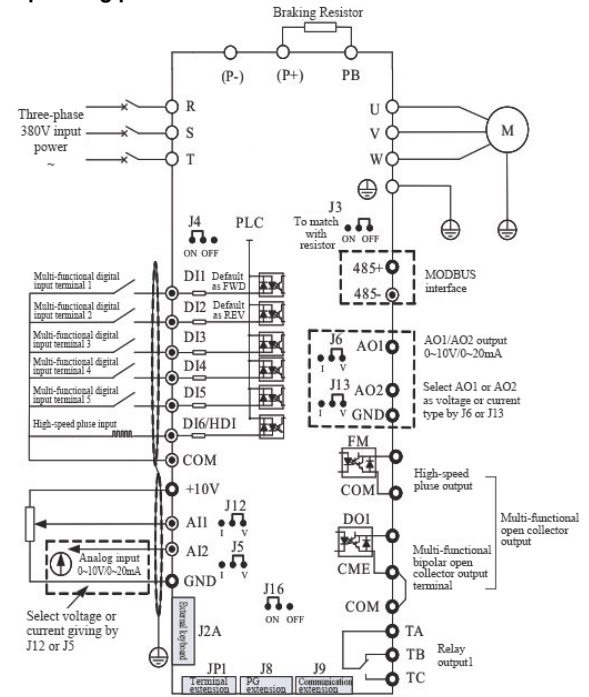 Braking Resistor
(P-)
(P+)
PB
Three-phase
380V input
power
~
R
S
T
U
V
W
M
J4
ON OFF
PLC
J3
To match
with
resistor
ON OFF
485+
485-
MODBUS
interface
Multi-functional digital
input terminal 1
DI1
Default
as FWD
Multi-functional digital
input terminal 2
DI2
Default
as REV
Multi-functional digital
input terminal 3
DI3
Multi-functional digital
input terminal 4
DI4
Multi-functional digital
input terminal 5
DI5
High-speed pluse input
DI6/HDI
COM
J6
I V
AO1
AO1/AO2 output
0~10V/0~20mA
J13
I V
AO2
GND
Select AO1 or AO2
as voltage or current
type by J6 or J13
+10V
AI1
J12
I V
AI2
J5
I V
Analog input
0~10V/0~20mA
GND
Select voltage or
current giving by
J12 or J5
J16
ON OFF
FM
COM
High-speed
pluse output
DO1
CME
Multi-functional
bipolar open
collector output
terminal
COM
Multi-functional
open collector
output
TA
TB
TC
Relay
output1
External keyboard
J2A
JP1
Terminal
extension
J8
PG
extension
J9
Communication
extension